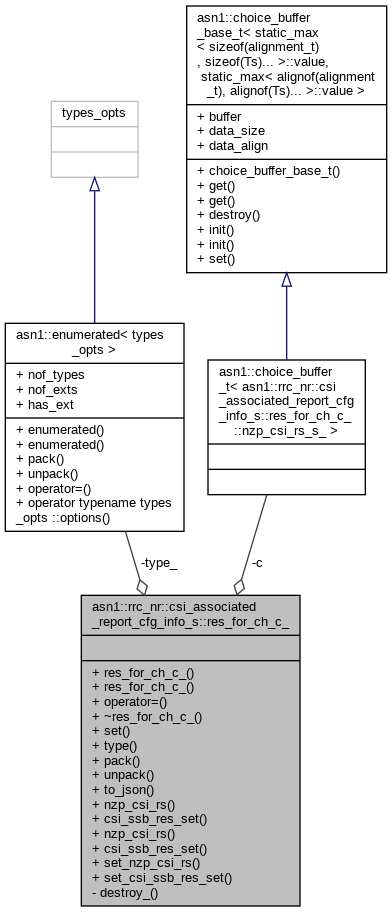 asn1::choice_buffer
_base_t< static_max
< sizeof(alignment_t)
, sizeof(Ts)... >::value,
static_max< alignof(alignment
_t), alignof(Ts)... >::value >
+ buffer
+ data_size
+ data_align
+ choice_buffer_base_t()
+ get()
+ get()
+ destroy()
+ init()
+ init()
+ set()
types_opts
asn1::enumerated< types
_opts >
+ nof_types
+ nof_exts
+ has_ext
+ enumerated()
+ enumerated()
+ pack()
+ unpack()
+ operator=()
+ operator typename types
_opts ::options()
asn1::choice_buffer
_t< asn1::rrc_nr::csi
_associated_report_cfg
_info_s::res_for_ch_c_
::nzp_csi_rs_s_ >
-type_
-c
asn1::rrc_nr::csi_associated
_report_cfg_info_s::res_for_ch_c_
+ res_for_ch_c_()
+ res_for_ch_c_()
+ operator=()
+ ~res_for_ch_c_()
+ set()
+ type()
+ pack()
+ unpack()
+ to_json()
+ nzp_csi_rs()
+ csi_ssb_res_set()
+ nzp_csi_rs()
+ csi_ssb_res_set()
+ set_nzp_csi_rs()
+ set_csi_ssb_res_set()
- destroy_()